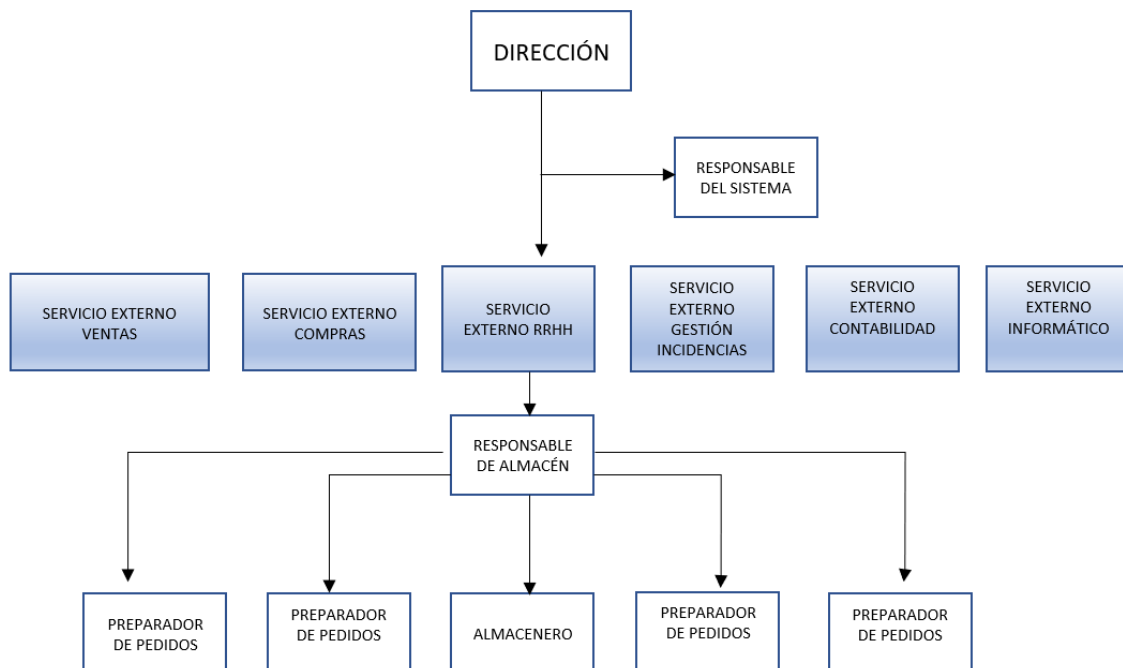 DIRECCIÓN
RESPONSABLE
DEL SISTEMA
SERVICIO EXTERNO
VENTAS
SERVICIO EXTERNO
COMPRAS
SERVICIO
EXTERNO RRHH
SERVICIO
EXTERNO
GESTIÓN
INCIDENCIAS
SERVICIO
EXTERNO
CONTABILIDAD
SERVICIO
EXTERNO
INFORMÁTICO
RESPONSABLE
DE ALMACÉN
PREPARADOR
DE PEDIDOS
PREPARADOR
DE PEDIDOS
ALMACENERO
PREPARADOR
DE PEDIDOS
PREPARADOR
DE PEDIDOS